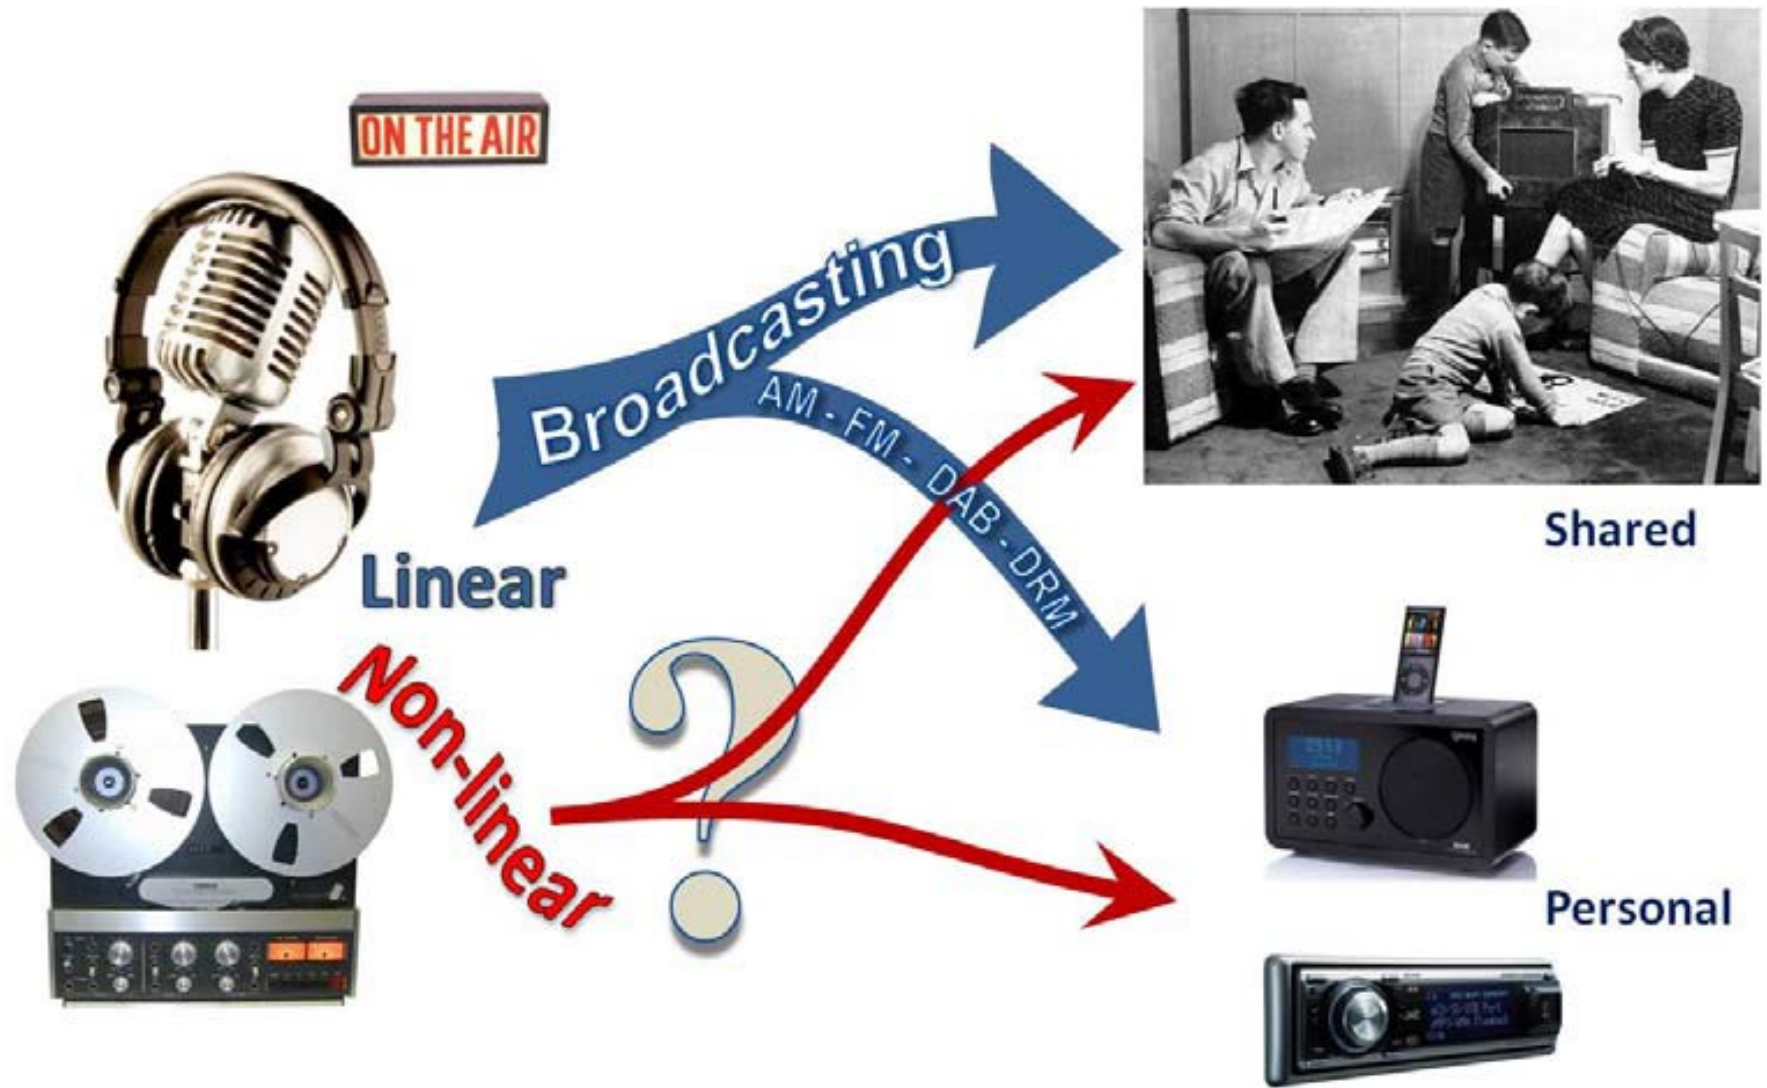 ON THE AIR
Broadcasting
AM - FM - DAB - DRM
Linear
Non-linear
?
Shared
Personal